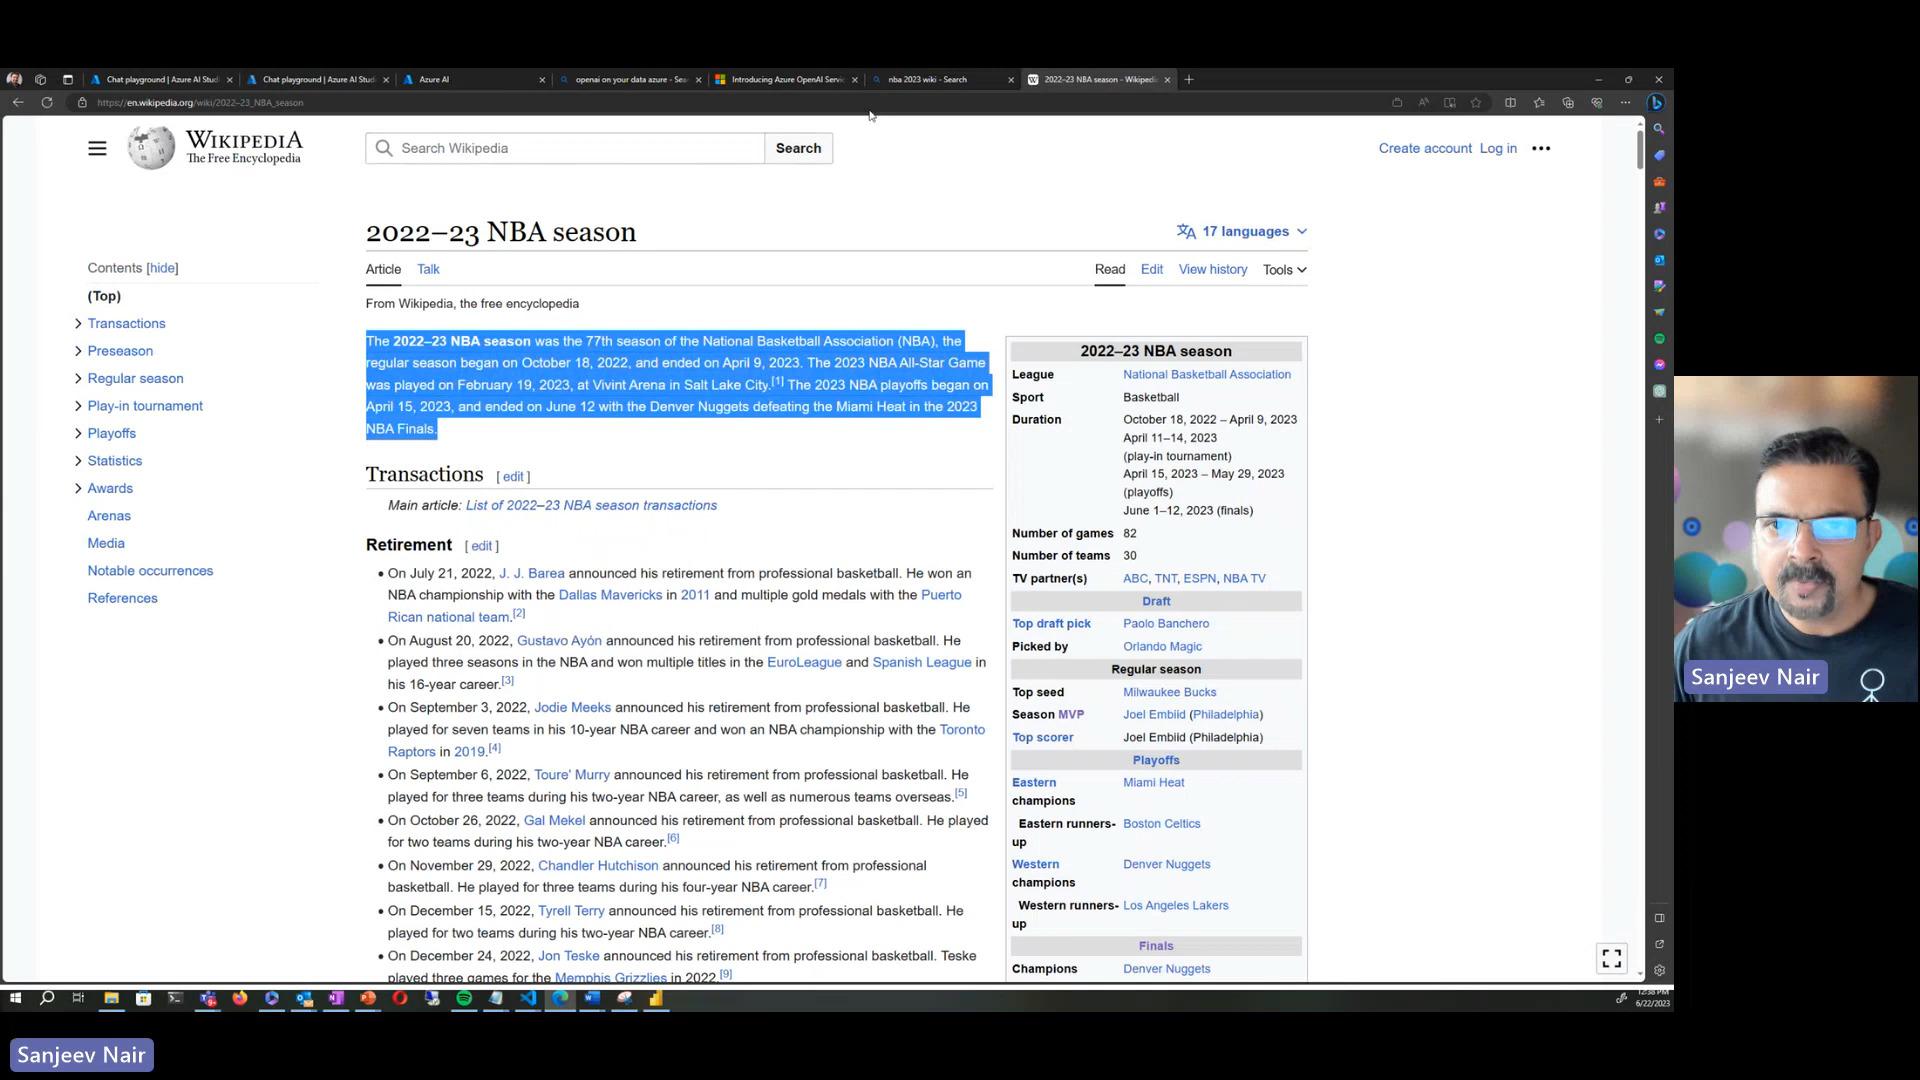 Chat playground | Azure AI Stud
Chat playground | Azure AI Stud
Azure AI
openai on your data azure - Sea
Introducing Azure OpenAI Servic
nba 2023 wiki - Search
2022–23 NBA season - Wikipedi
https://en.wikipedia.org/wiki/2022–23_NBA_season
WIKIPEDIA
The Free Encyclopedia
Search Wikipedia
Search
Create account
Log in
2022–23 NBA season
17 languages
Article
Talk
Read
Edit
View history
Tools
From Wikipedia, the free encyclopedia
Contents [hide]
(Top)
Transactions
Preseason
Regular season
Play-in tournament
Playoffs
Statistics
Awards
Arenas
Media
Notable occurrences
References
The 2022–23 NBA season was the 77th season of the National Basketball Association (NBA), the
regular season began on October 18, 2022, and ended on April 9, 2023. The 2023 NBA All-Star Game
was played on February 19, 2023, at Vivint Arena in Salt Lake City.[1] The 2023 NBA playoffs began on
April 15, 2023, and ended on June 12 with the Denver Nuggets defeating the Miami Heat in the 2023
NBA Finals.
Transactions [ edit ]
Main article: List of 2022–23 NBA season transactions
Retirement [ edit ]
• On July 21, 2022, J. J. Barea announced his retirement from professional basketball. He won an
NBA championship with the Dallas Mavericks in 2011 and multiple gold medals with the Puerto
Rican national team.[2]
• On August 20, 2022, Gustavo Ayón announced his retirement from professional basketball. He
played three seasons in the NBA and won multiple titles in the EuroLeague and Spanish League in
his 16-year career.[3]
• On September 3, 2022, Jodie Meeks announced his retirement from professional basketball. He
played for seven teams in his 10-year NBA career and won an NBA championship with the Toronto
Raptors in 2019.[4]
• On September 6, 2022, Toure' Murry announced his retirement from professional basketball. He
played for three teams during his two-year NBA career, as well as numerous teams overseas.[5]
• On October 26, 2022, Gal Mekel announced his retirement from professional basketball. He played
for two teams during his two-year NBA career.[6]
• On November 29, 2022, Chandler Hutchison announced his retirement from professional
basketball. He played for three teams during his four-year NBA career.[7]
• On December 15, 2022, Tyrell Terry announced his retirement from professional basketball. He
played for two teams during his two-year NBA career.[8]
• On December 24, 2022, Jon Teske announced his retirement from professional basketball. Teske
played three games for the Memphis Grizzlies in 2022.[9]
2022–23 NBA season
League National Basketball Association
Sport Basketball
Duration October 18, 2022 – April 9, 2023
April 11–14, 2023
(play-in tournament)
April 15, 2023 – May 29, 2023
(playoffs)
June 1–12, 2023 (finals)
Number of games 82
Number of teams 30
TV partner(s) ABC, TNT, ESPN, NBA TV
Draft
Top draft pick Paolo Banchero
Picked by Orlando Magic
Regular season
Top seed Milwaukee Bucks
Season MVP Joel Embiid (Philadelphia)
Top scorer Joel Embiid (Philadelphia)
Playoffs
Eastern Miami Heat
champions
Eastern runners- Boston Celtics
up
Western Denver Nuggets
champions
Western runners- Los Angeles Lakers
up
Finals
Champions Denver Nuggets
12:38 PM
6/22/2023
Sanjeev Nair
Sanjeev Nair